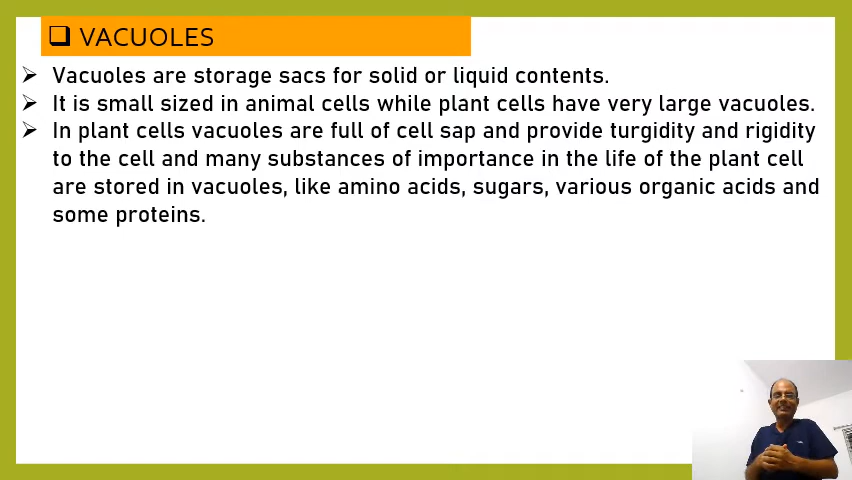 VACUOLES
Vacuoles are storage sacs for solid or liquid contents.
It is small sized in animal cells while plant cells have very large vacuoles.
In plant cells vacuoles are full of cell sap and provide turgidity and rigidity
to the cell and many substances of importance in the life of the plant cell
are stored in vacuoles, like amino acids, sugars, various organic acids and
some proteins.